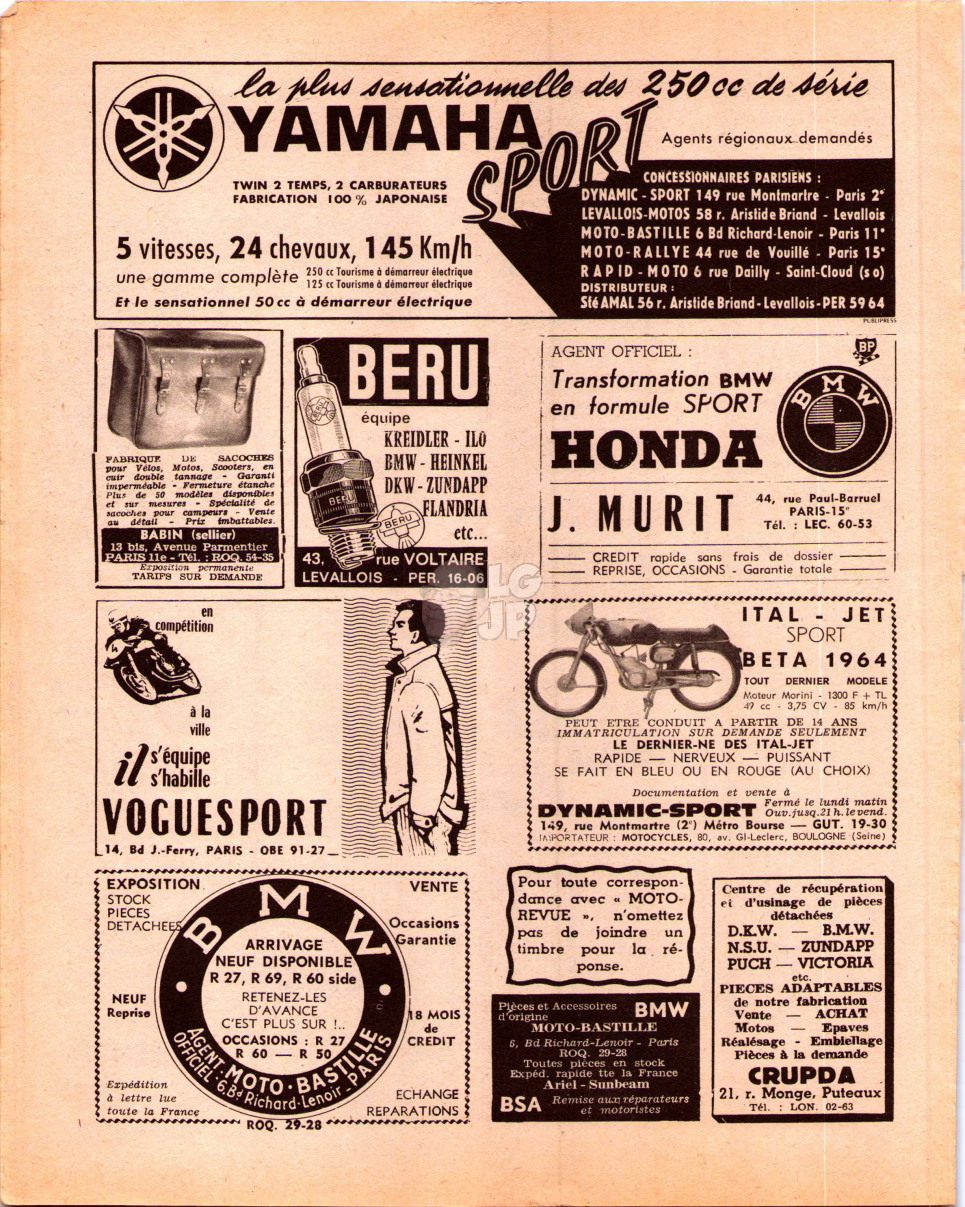 la plus sensationnelle des 250 cc de série
YAMAHA
SPORT
Agents régionaux demandés
TWIN 2 TEMPS, 2 CARBURATEURS
FABRICATION 100 % JAPONAISE
5 vitesses, 24 chevaux, 145 Km/h
une gamme complète
250 cc Tourisme à démarreur électrique
125 cc Tourisme à démarreur électrique
Et le sensationnel 50 cc à démarreur électrique
CONCESSIONNAIRES PARISIENS :
DYNAMIC - SPORT 149 rue Montmartre - Paris 2e
LEVALLOIS-MOTOS 58 r. Aristide Briand - Levallois
MOTO-BASTILLE 6 Bd Richard-Lenoir - Paris 11e
MOTO-RALLYE 44 rue de Vouillé - Paris 15e
RAPID-MOTO 6 rue Dailly - Saint-Cloud (so)
DISTRIBUTEUR :
Sté AMAL 56 r. Aristide Briand - Levallois - PER 59 64
PUBLIPRESS
FABRIQUE DE SACOCHES
pour Vélos, Motos, Scooters, en
cuir double tannage - Garanti
imperméable - Fermeture étanche
Plus de 50 modèles disponibles
et sur mesures - Spécialité de
sacoches pour campeurs - Vente
au détail - Prix imbattables.
BABIN (sellier)
13 bis, Avenue Parmentier
PARIS 11e - Tél. : ROQ. 54-35
Exposition permanente
TARIFS SUR DEMANDE
BERU
équipe
KREIDLER - ILO
BMW - HEINKEL
DKW - ZUNDAPP
FLANDRIA
etc...
BERU
BERU
BERU
43, rue VOLTAIRE
LEVALLOIS - PER. 16-06
AGENT OFFICIEL :
BP
Transformation BMW
en formule SPORT
BMW
HONDA
J. MURIT
44, rue Paul-Barruel
PARIS-15e
Tél. : LEC. 60-53
CREDIT rapide sans frais de dossier
REPRISE, OCCASIONS - Garantie totale
LG
JP
en
compétition
à la
ville
il s'équipe
s'habille
VOGUESPORT
14, Bd J.-Ferry, PARIS - OBE 91-27
ITAL - JET
SPORT
BETA 1964
TOUT DERNIER MODELE
Moteur Morini - 1300 F + TL
49 cc - 3,75 CV - 85 km/h
PEUT ETRE CONDUIT A PARTIR DE 14 ANS
IMMATRICULATION SUR DEMANDE SEULEMENT
LE DERNIER-NE DES ITAL-JET
RAPIDE — NERVEUX — PUISSANT
SE FAIT EN BLEU OU EN ROUGE (AU CHOIX)
Documentation et vente à
DYNAMIC-SPORT
Fermé le lundi matin
Ouv. jusq. 21 h. le vend.
149, rue Montmartre (2e) Métro Bourse — GUT. 19-30
IMPORTATEUR : MOTOCYCLES, 80, av. Gl-Leclerc, BOULOGNE (Seine)
EXPOSITION
STOCK
PIECES
DETACHEES
VENTE
Occasions
Garantie
BMW
ARRIVAGE
NEUF DISPONIBLE
R 27, R 69, R 60 side
RETENEZ-LES
D'AVANCE
C'EST PLUS SUR !..
OCCASIONS : R 27
R 60 — R 50
NEUF
Reprise
18 MOIS
de
CREDIT
AGENT OFFICIEL : MOTO-BASTILLE
6, Bd Richard-Lenoir - PARIS
Expédition
à lettre lue
toute la France
ECHANGE
REPARATIONS
ROQ. 29-28
Pour toute correspon-
dance avec « MOTO-
REVUE », n'omettez
pas de joindre un
timbre pour la ré-
ponse.
Pièces et Accessoires
d'origine
BMW
MOTO-BASTILLE
6, Bd Richard-Lenoir - Paris
ROQ. 29-28
Toutes pièces en stock
Expéd. rapide tte la France
Ariel - Sunbeam
BSA
Remise aux réparateurs
et motoristes
Centre de récupération
et d'usinage de pièces
détachées
D.K.W. — B.M.W.
N.S.U. — ZUNDAPP
PUCH — VICTORIA
etc.
PIECES ADAPTABLES
de notre fabrication
Vente — ACHAT
Motos — Epaves
Réalésage - Embiellage
Pièces à la demande
CRUPDA
21, r. Monge, Puteaux
Tél. : LON. 02-63